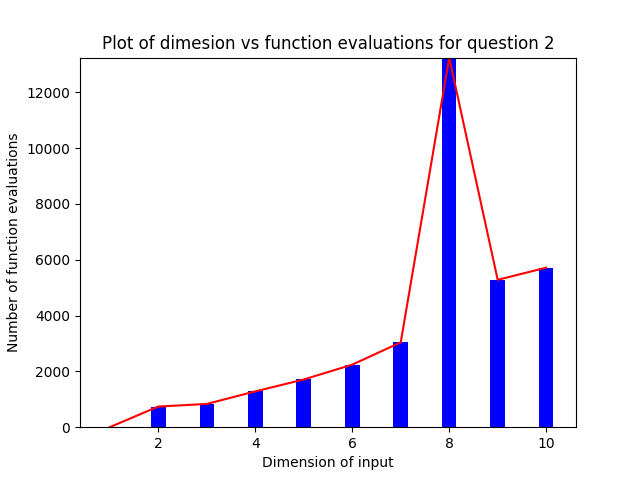 Plot of dimesion vs function evaluations for question 2
12000
10000
8000
6000
4000
2000
0
Number of function evaluations
2 4 6 8 10
Dimension of input